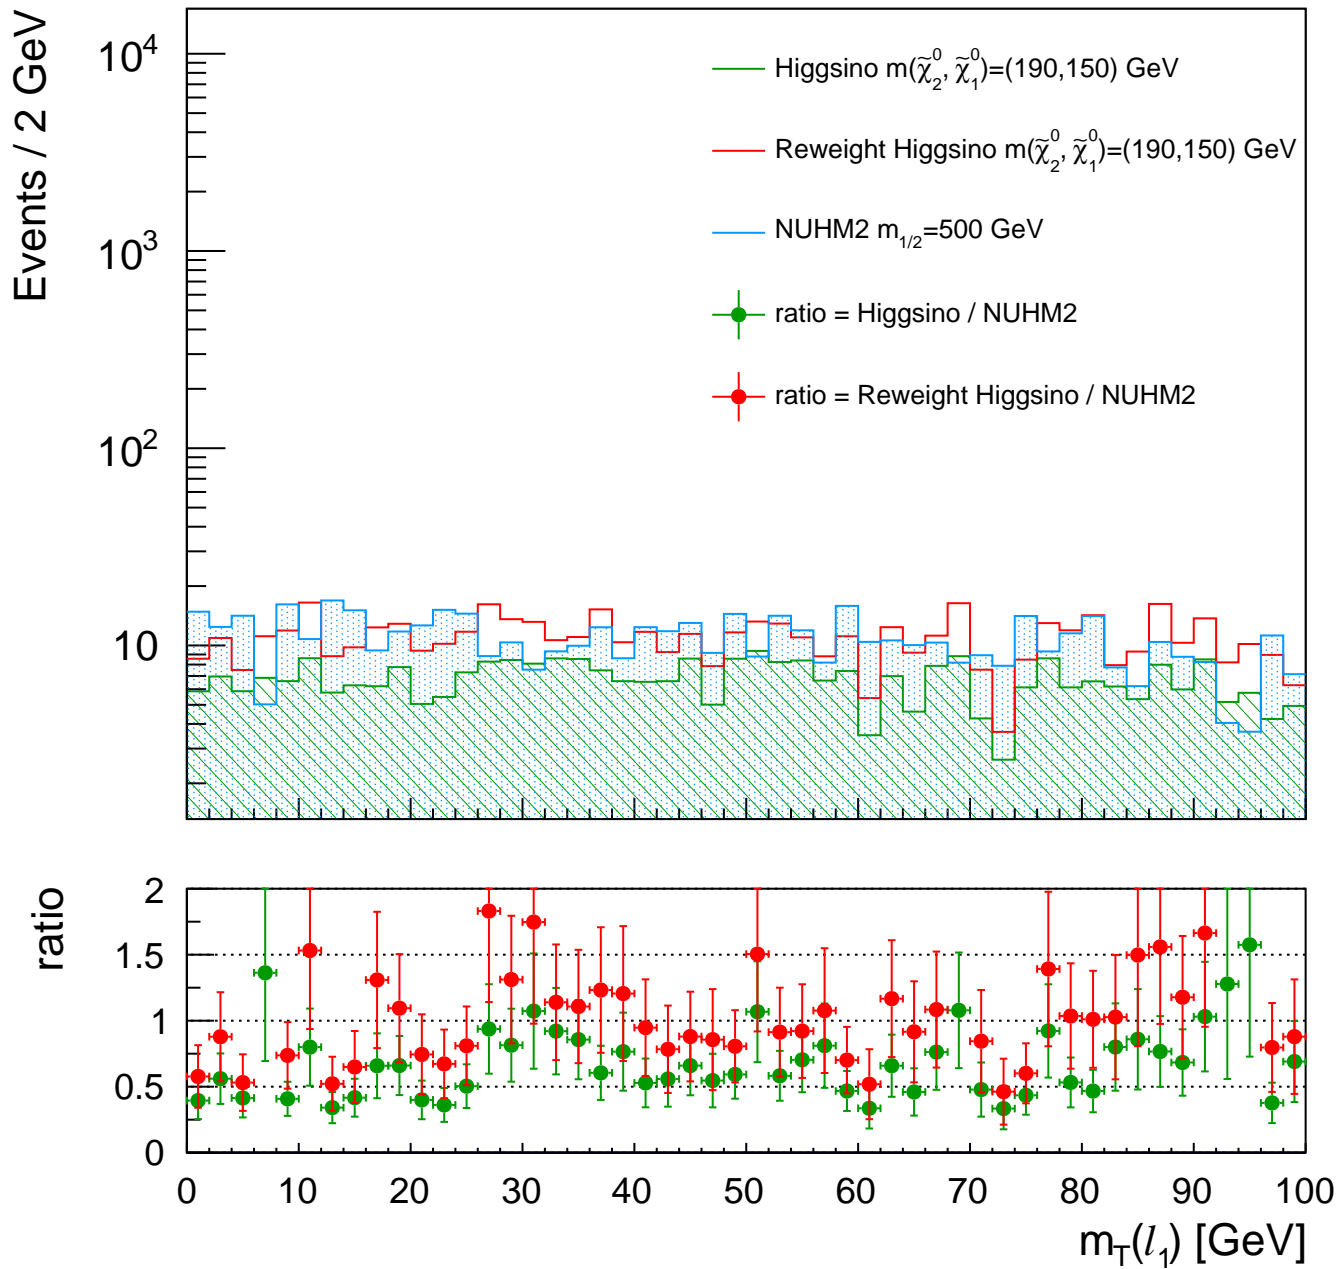 Events / 2 GeV
10⁴
10³
10²
10
Higgsino m(χ̃₂⁰, χ̃₁⁰)=(190,150) GeV
Reweight Higgsino m(χ̃₂⁰, χ̃₁⁰)=(190,150) GeV
NUHM2 m₁/₂=500 GeV
ratio = Higgsino / NUHM2
ratio = Reweight Higgsino / NUHM2
ratio
2
1.5
1
0.5
0
0 10 20 30 40 50 60 70 80 90 100
m_T(l₁) [GeV]